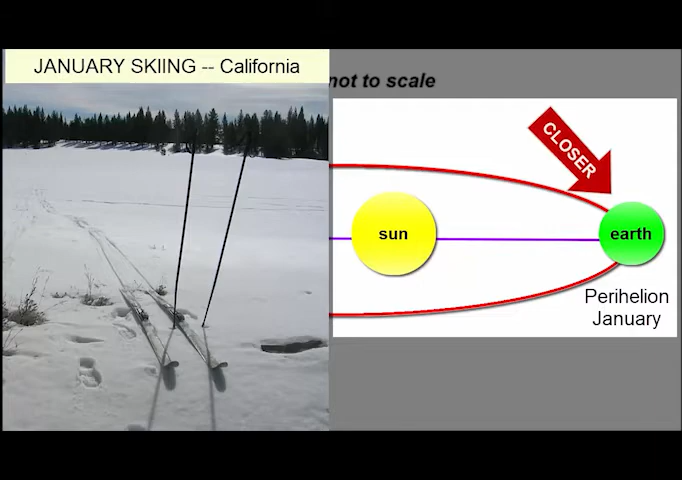 JANUARY SKIING -- California
not to scale
CLOSER
sun
earth
Perihelion
January